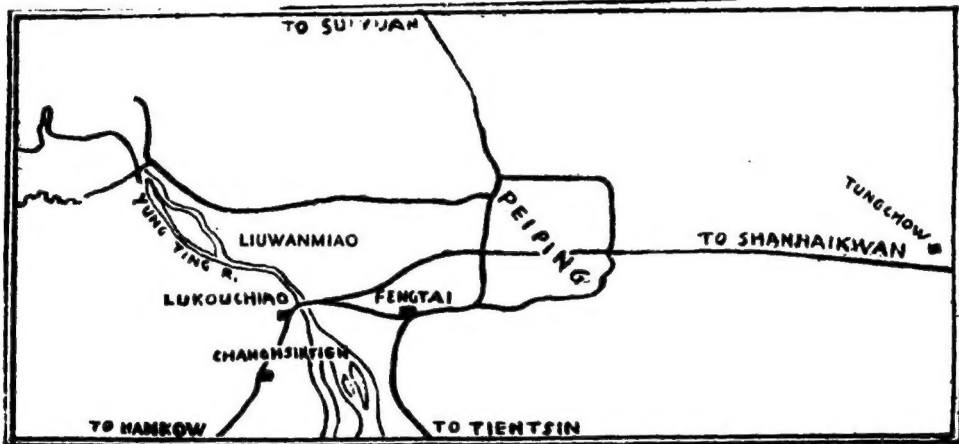 TO SUIYUAN
PEIPING
TUNGCHOW
YUNG TING R.
LIUWANMIAO
TO SHANHAIKWAN
LUKOUCHIAO
FENGTAI
CHANGHSINTIEN
TO HANKOW
TO TIENTSIN